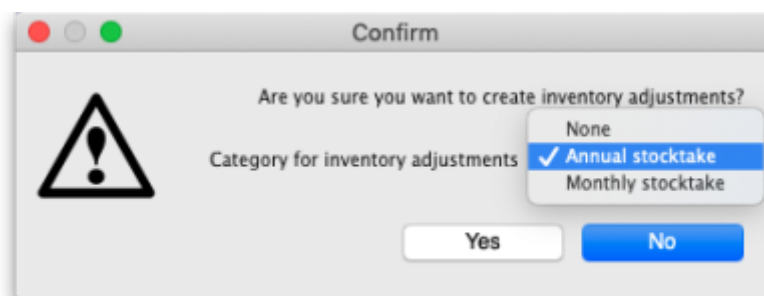 Confirm
Are you sure you want to create inventory adjustments?
None
Category for inventory adjustments ✓ Annual stocktake
Monthly stocktake
Yes No